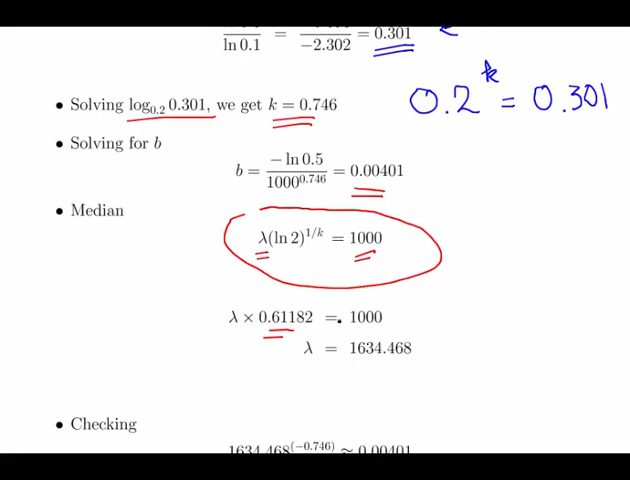 ln 0.1 = −2.302 = 0.301
0.2^k = 0.301
• Solving log_0.2 0.301, we get k = 0.746
• Solving for b
b = −ln 0.5 / 1000^0.746 = 0.00401
• Median
λ(ln 2)^1/k = 1000
λ × 0.61182 = 1000
λ = 1634.468
• Checking
1634.468^(−0.746) ≈ 0.00401